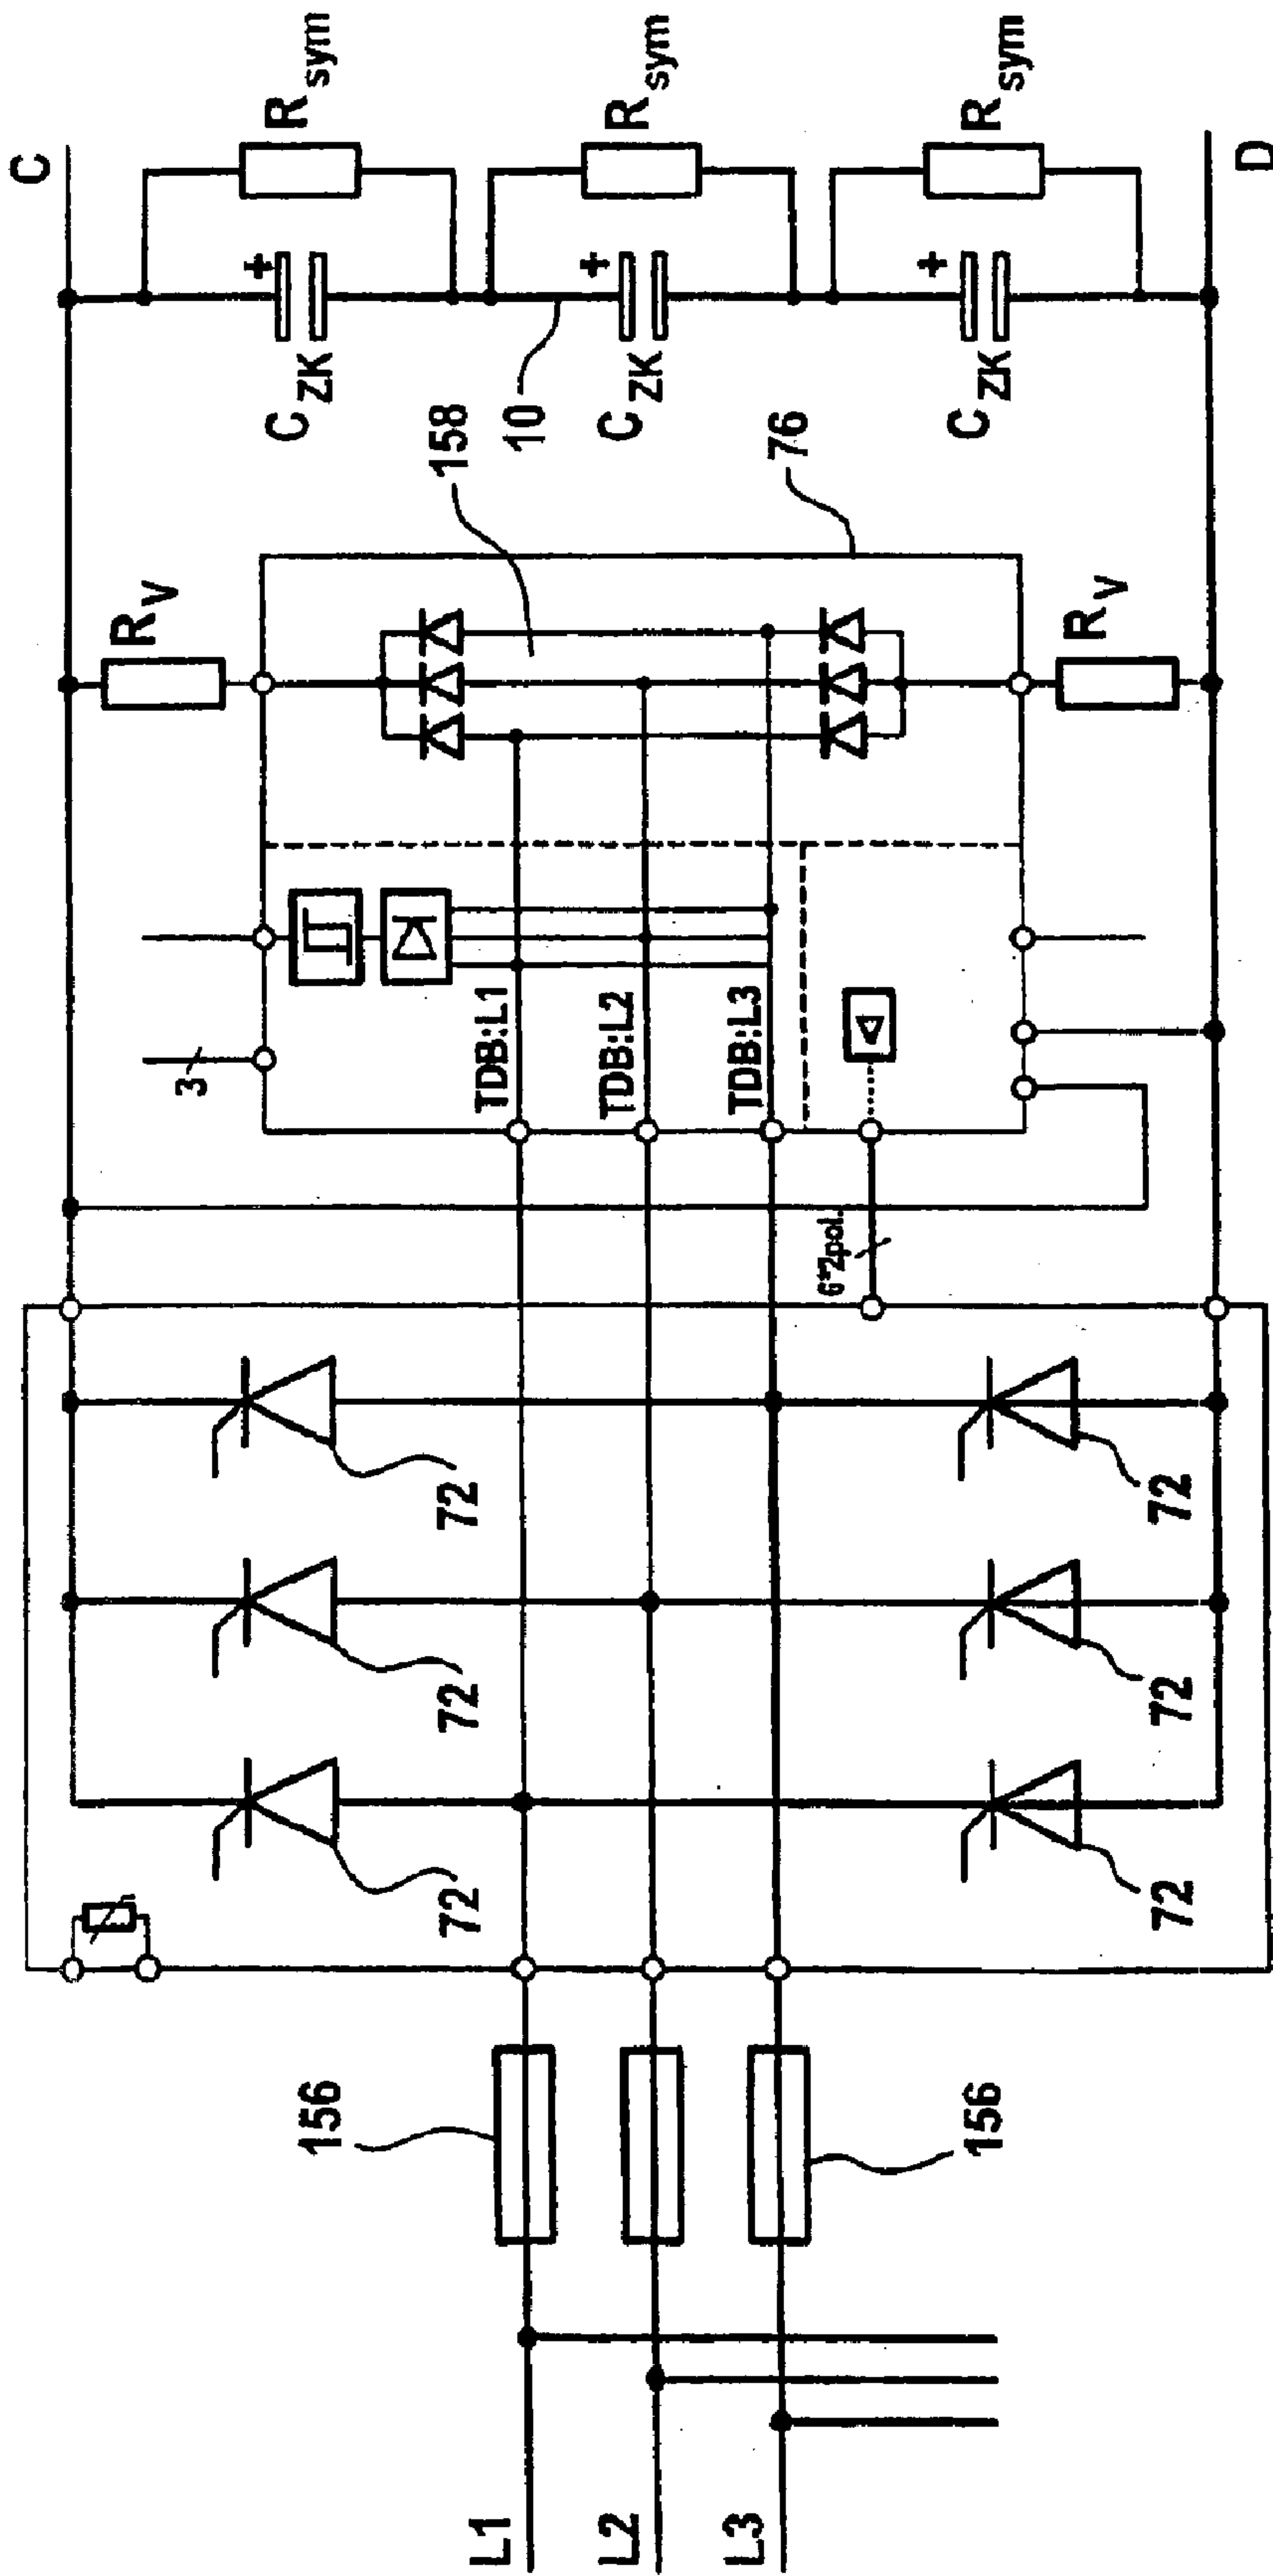 C
R sym
R sym
R sym
D
C ZK
10
C ZK
C ZK
158
76
R V
R V
3
TDB:L1
TDB:L2
TDB:L3
6*2pol.
72
72
72
72
72
72
156
156
L1
L2
L3